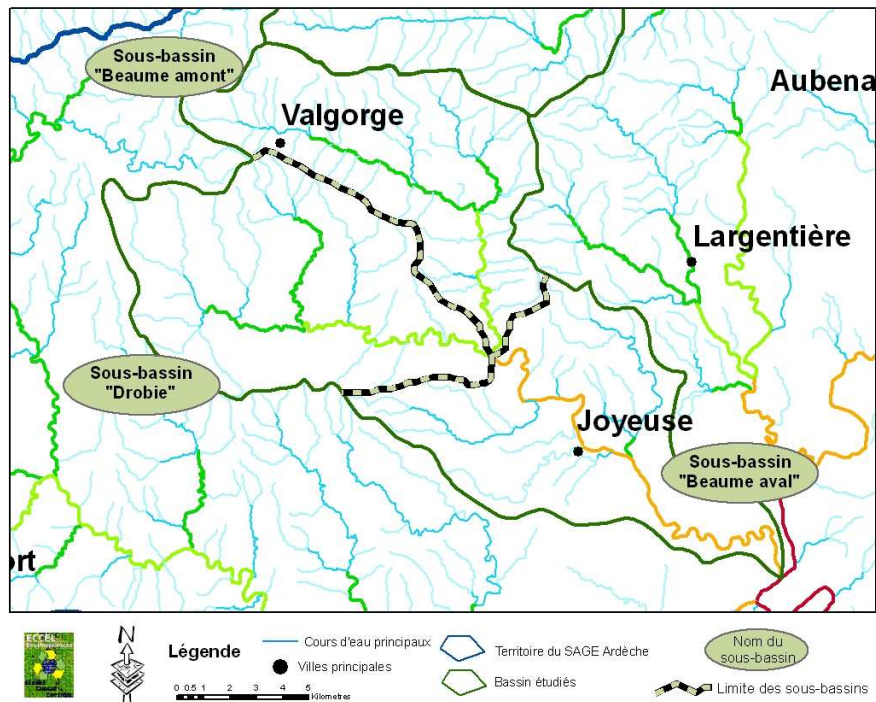 Sous-bassin
"Beaume amont"
Aubena
Valgorge
Largentière
Sous-bassin
"Drobie"
Joyeuse
Sous-bassin
"Beaume aval"
ort
ECCEL
Environnement
N
Légende
Cours d'eau principaux
Villes principales
0 0.5 1 2 3 4 5
Kilometres
Territoire du SAGE Ardèche
Bassin étudiés
Nom du
sous-bassin
Limite des sous-bassins